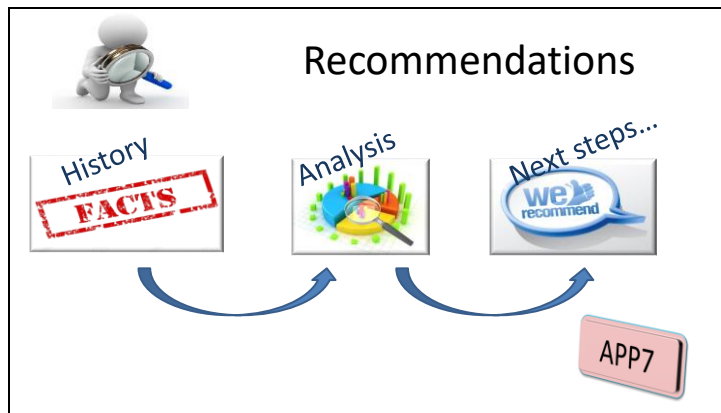 Recommendations
History
FACTS
Analysis
Next steps...
we
recommend
APP7